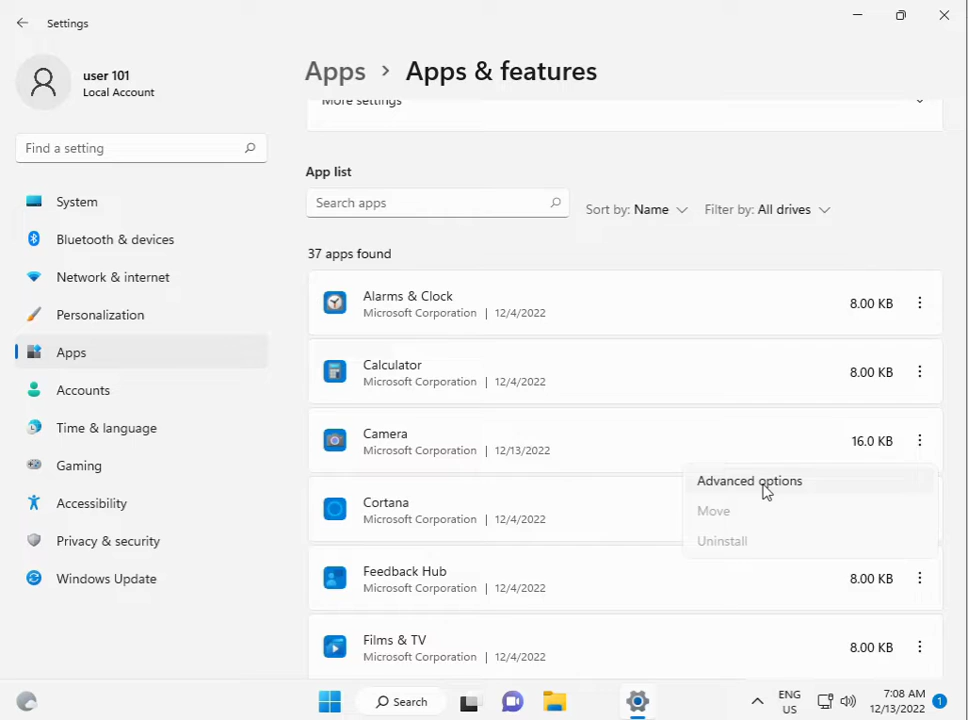 Settings
user 101
Local Account
Find a setting
System
Bluetooth & devices
Network & internet
Personalization
Apps
Accounts
Time & language
Gaming
Accessibility
Privacy & security
Windows Update
Apps > Apps & features
More settings
App list
Search apps
Sort by: Name
Filter by: All drives
37 apps found
Alarms & Clock
Microsoft Corporation | 12/4/2022
8.00 KB
Calculator
Microsoft Corporation | 12/4/2022
8.00 KB
Camera
Microsoft Corporation | 12/13/2022
16.0 KB
Advanced options
Move
Uninstall
Cortana
Microsoft Corporation | 12/4/2022
Feedback Hub
Microsoft Corporation | 12/4/2022
8.00 KB
Films & TV
Microsoft Corporation | 12/4/2022
8.00 KB
Search
ENG
US
7:08 AM
12/13/2022
1